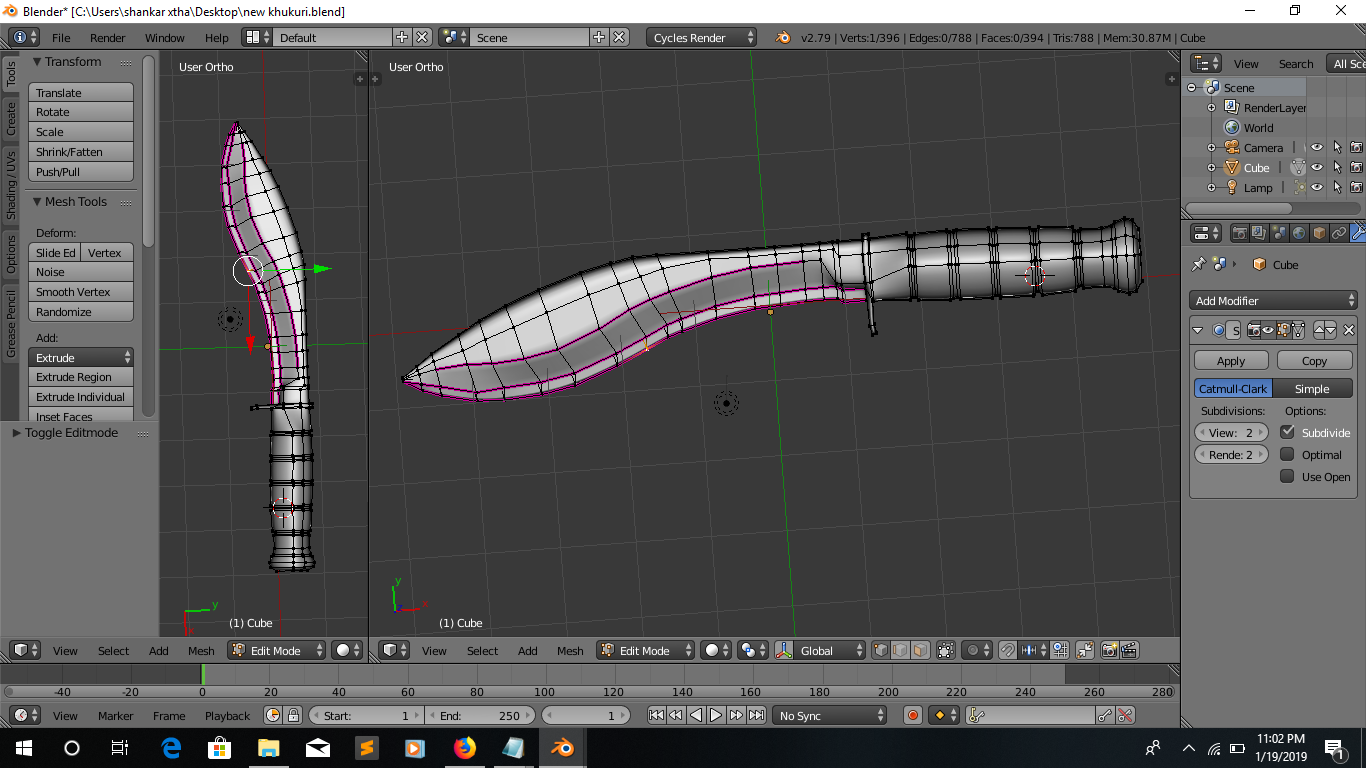 Blender* [C:\Users\shankar xtha\Desktop\new khukuri.blend]
File Render Window Help Default Scene Cycles Render v2.79 | Verts:1/396 | Edges:0/788 | Faces:0/394 | Tris:788 | Mem:30.87M | Cube
Tools
Create
Shading / UVs
Options
Grease Pencil
Transform
Translate
Rotate
Scale
Shrink/Fatten
Push/Pull
Mesh Tools
Deform:
Slide Ed Vertex
Noise
Smooth Vertex
Randomize
Add:
Extrude
Extrude Region
Extrude Individual
Inset Faces
Toggle Editmode
User Ortho
y
(1) Cube
View Select Add Mesh Edit Mode
User Ortho
y
x
z
(1) Cube
View Select Add Mesh Edit Mode Global
View Search All Sce
Scene
RenderLayer
World
Camera
Cube
Lamp
Cube
Add Modifier
S
Apply Copy
Catmull-Clark Simple
Subdivisions: Options:
View: 2 Subdivide
Rende: 2 Optimal
Use Open
-40 -20 0 20 40 60 80 100 120 140 160 180 200 220 240 260 280
View Marker Frame Playback Start: 1 End: 250 1 No Sync
11:02 PM
1/19/2019
1